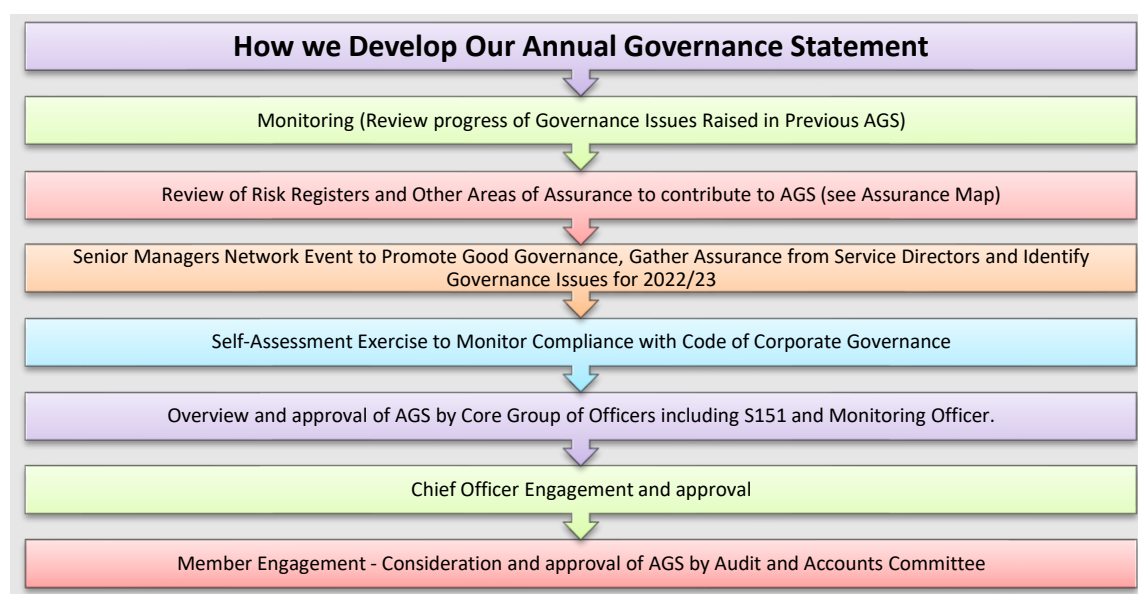 How we Develop Our Annual Governance Statement
Monitoring (Review progress of Governance Issues Raised in Previous AGS)
Review of Risk Registers and Other Areas of Assurance to contribute to AGS (see Assurance Map)
Senior Managers Network Event to Promote Good Governance, Gather Assurance from Service Directors and Identify
Governance Issues for 2022/23
Self-Assessment Exercise to Monitor Compliance with Code of Corporate Governance
Overview and approval of AGS by Core Group of Officers including S151 and Monitoring Officer.
Chief Officer Engagement and approval
Member Engagement - Consideration and approval of AGS by Audit and Accounts Committee